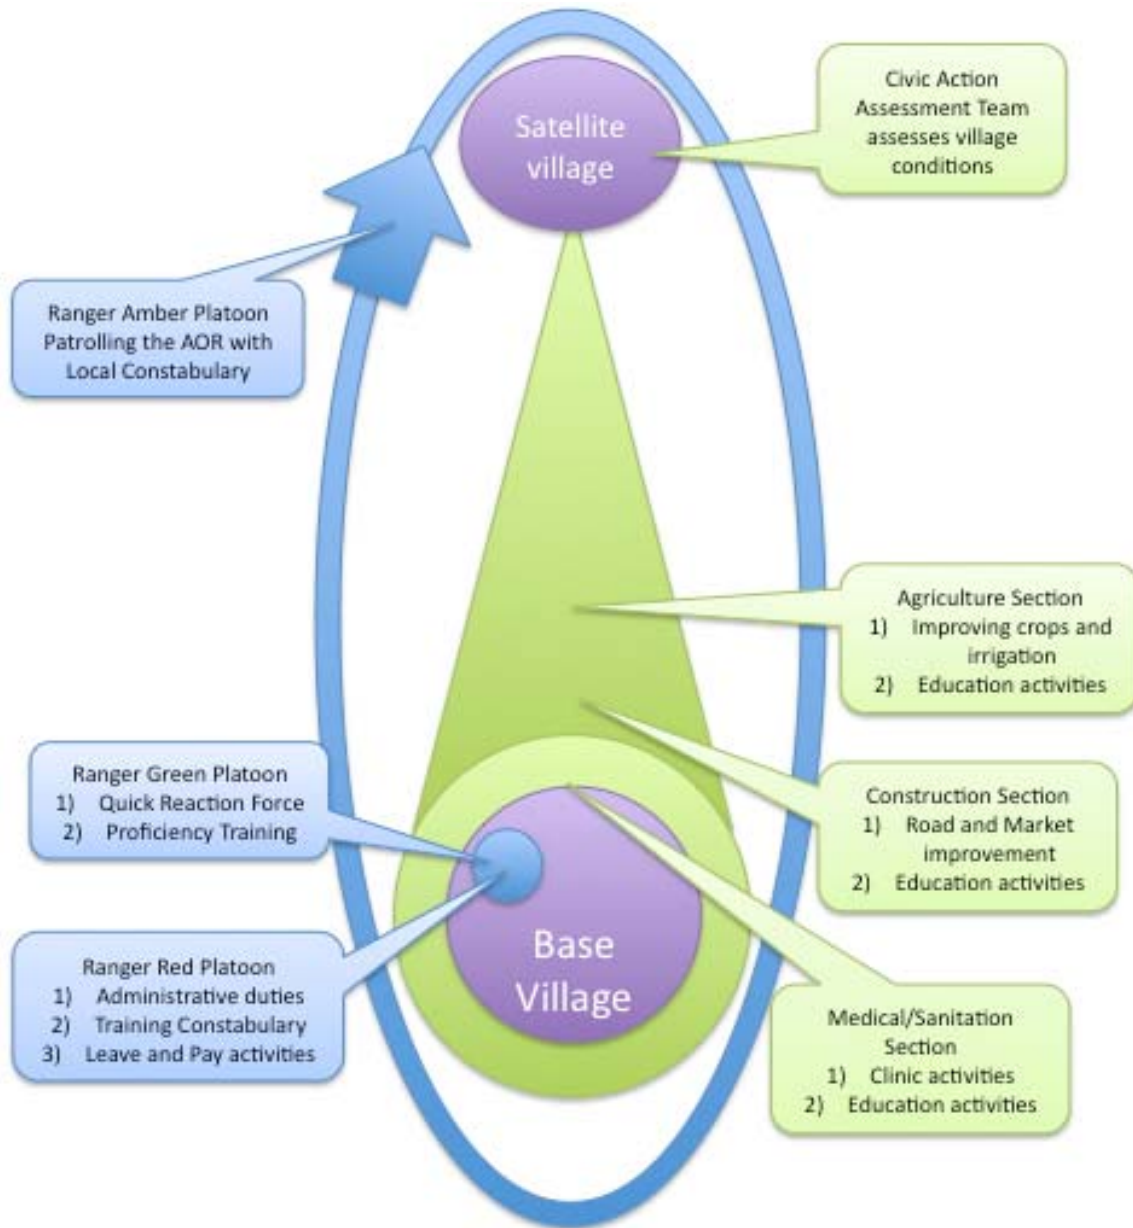 Satellite
village
Civic Action
Assessment Team
assesses village
conditions
Ranger Amber Platoon
Patrolling the AOR with
Local Constabulary
Agriculture Section
1) Improving crops and
irrigation
2) Education activities
Ranger Green Platoon
1) Quick Reaction Force
2) Proficiency Training
Construction Section
1) Road and Market
improvement
2) Education activities
Base
Village
Ranger Red Platoon
1) Administrative duties
2) Training Constabulary
3) Leave and Pay activities
Medical/Sanitation
Section
1) Clinic activities
2) Education activities